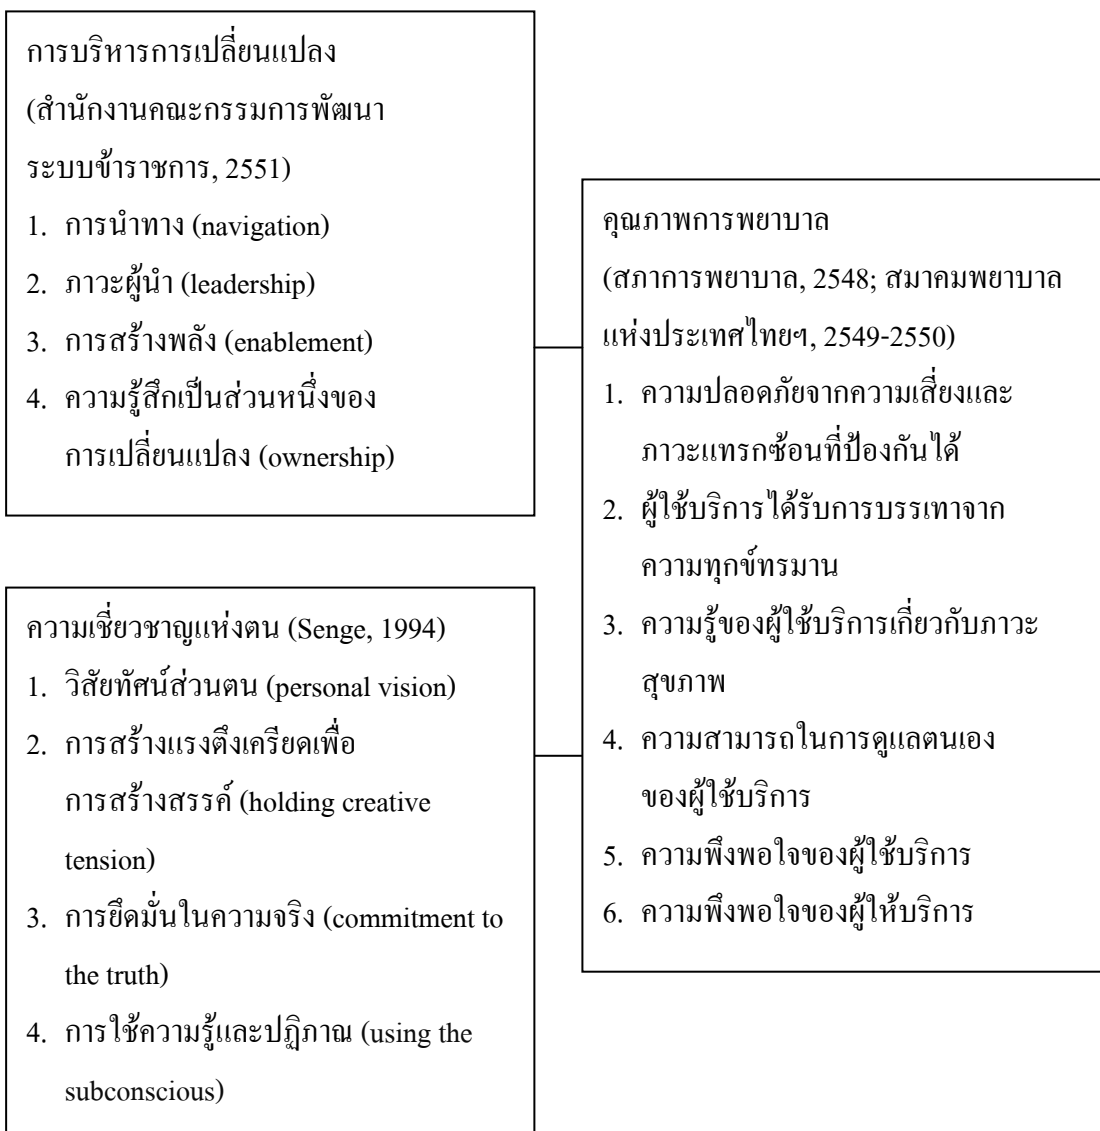 การบริหารการเปลี่ยนแปลง
(สำนักงานคณะกรรมการพัฒนา
ระบบข้าราชการ, 2551)
1. การนำทาง (navigation)
2. ภาวะผู้นำ (leadership)
3. การสร้างพลัง (enablement)
4. ความรู้สึกเป็นส่วนหนึ่งของ
การเปลี่ยนแปลง (ownership)
ความเชี่ยวชาญแห่งตน (Senge, 1994)
1. วิสัยทัศน์ส่วนตน (personal vision)
2. การสร้างแรงตึงเครียดเพื่อ
การสร้างสรรค์ (holding creative
tension)
3. การยึดมั่นในความจริง (commitment to
the truth)
4. การใช้ความรู้และปฏิภาณ (using the
subconscious)
คุณภาพการพยาบาล
(สภาการพยาบาล, 2548; สมาคมพยาบาล
แห่งประเทศไทยฯ, 2549-2550)
1. ความปลอดภัยจากความเสี่ยงและ
ภาวะแทรกซ้อนที่ป้องกันได้
2. ผู้ใช้บริการได้รับการบรรเทาจาก
ความทุกข์ทรมาน
3. ความรู้ของผู้ใช้บริการเกี่ยวกับภาวะ
สุขภาพ
4. ความสามารถในการดูแลตนเอง
ของผู้ใช้บริการ
5. ความพึงพอใจของผู้ใช้บริการ
6. ความพึงพอใจของผู้ให้บริการ